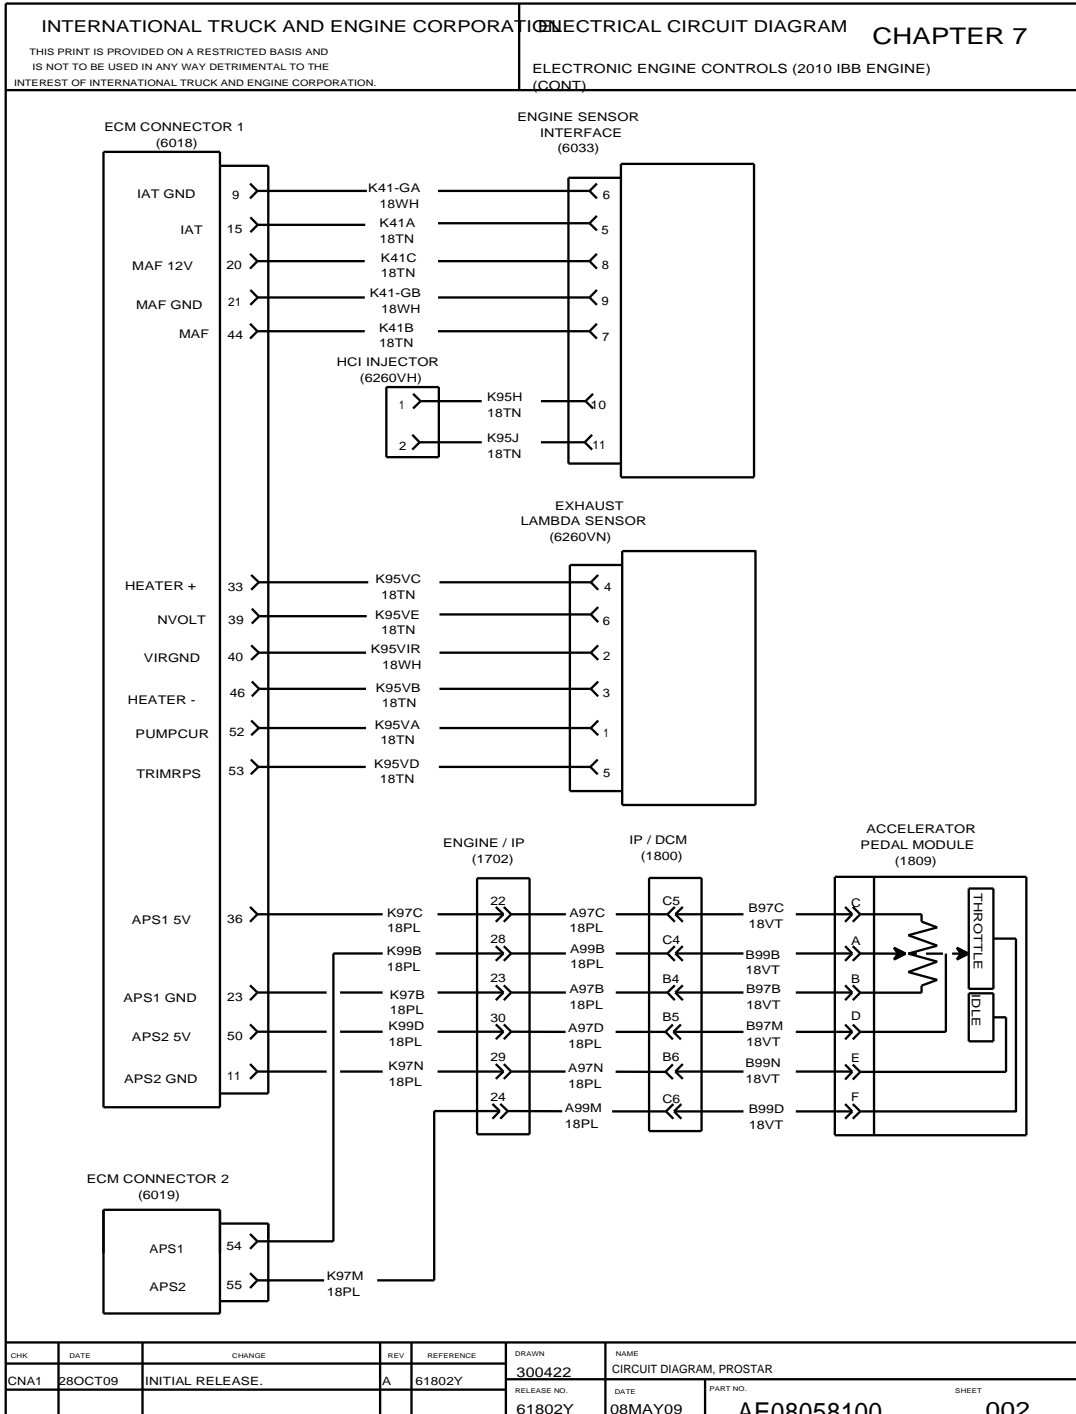 INTERNATIONAL TRUCK AND ENGINE CORPORATION
ELECTRICAL CIRCUIT DIAGRAM
CHAPTER 7
THIS PRINT IS PROVIDED ON A RESTRICTED BASIS AND
IS NOT TO BE USED IN ANY WAY DETRIMENTAL TO THE
INTEREST OF INTERNATIONAL TRUCK AND ENGINE CORPORATION.
ELECTRONIC ENGINE CONTROLS (2010 IBB ENGINE)
(CONT)
ECM CONNECTOR 1
(6018)
ENGINE SENSOR
INTERFACE
(6033)
IAT GND 9 K41-GA 6
18WH
IAT 15 K41A 5
18TN
MAF 12V 20 K41C 8
18TN
MAF GND 21 K41-GB 9
18WH
MAF 44 K41B 7
18TN
HCI INJECTOR
(6260VH)
1 K95H 10
18TN
2 K95J 11
18TN
EXHAUST
LAMBDA SENSOR
(6260VN)
HEATER + 33 K95VC 4
18TN
NVOLT 39 K95VE 6
18TN
VIRGND 40 K95VIR 2
18WH
HEATER - 46 K95VB 3
18TN
PUMPCUR 52 K95VA 1
18TN
TRIMRPS 53 K95VD 5
18TN
ENGINE / IP
(1702)
IP / DCM
(1800)
ACCELERATOR
PEDAL MODULE
(1809)
APS1 5V 36 K97C 22 A97C C5 B97C C
18PL 18PL 18VT
K99B 28 A99B C4 B99B A
18PL 18PL 18VT
APS1 GND 23 K97B 23 A97B B4 B97B B
18PL 18PL 18VT
APS2 5V 50 K99D 30 A97D B5 B97M D
18PL 18PL 18VT
APS2 GND 11 K97N 29 A97N B6 B99N E
18PL 18PL 18VT
24 A99M C6 B99D F
18PL 18VT
THROTTLE
IDLE
ECM CONNECTOR 2
(6019)
APS1 54
APS2 55 K97M
18PL
CHK DATE CHANGE REV REFERENCE
CNA1 28OCT09 INITIAL RELEASE. A 61802Y
DRAWN
300422
NAME
CIRCUIT DIAGRAM, PROSTAR
RELEASE NO.
61802Y
DATE
08MAY09
PART NO.
AE08058100
SHEET
002